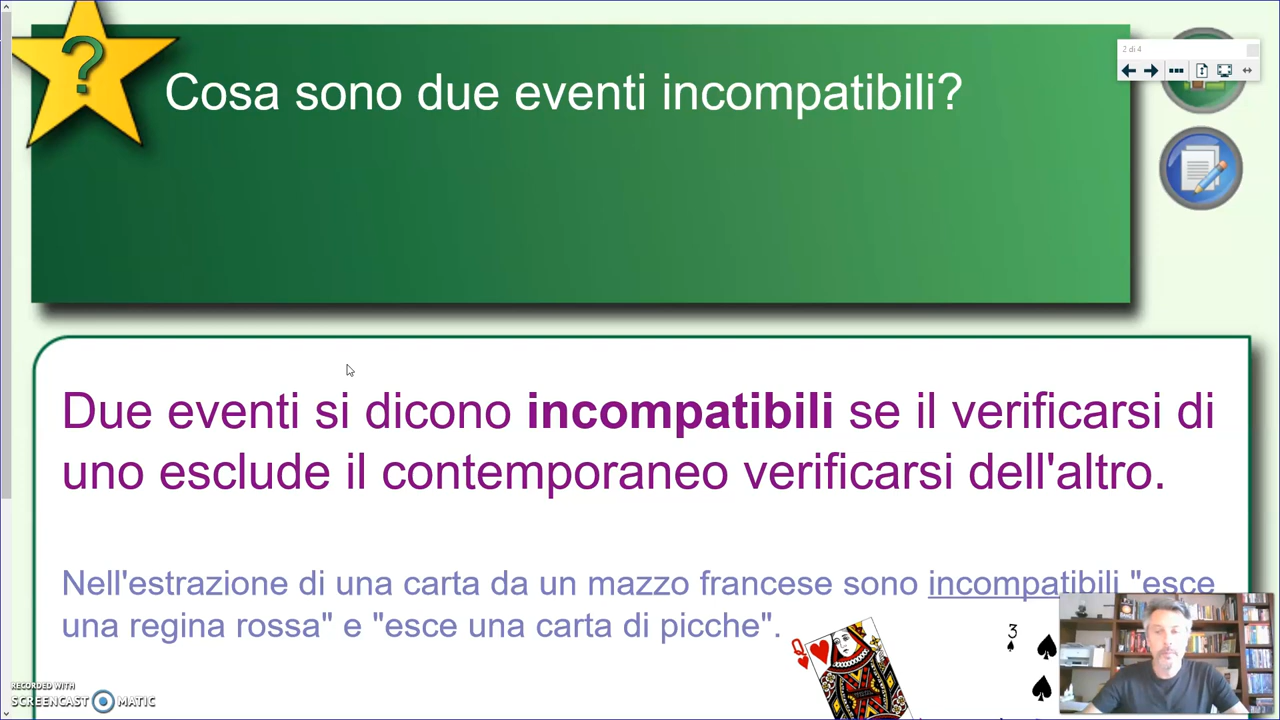 ?
Cosa sono due eventi incompatibili?
2 di 4
Due eventi si dicono incompatibili se il verificarsi di
uno esclude il contemporaneo verificarsi dell'altro.
Nell'estrazione di una carta da un mazzo francese sono incompatibili "esce
una regina rossa" e "esce una carta di picche".
Q
3
RECORDED WITH
SCREENCAST MATIC